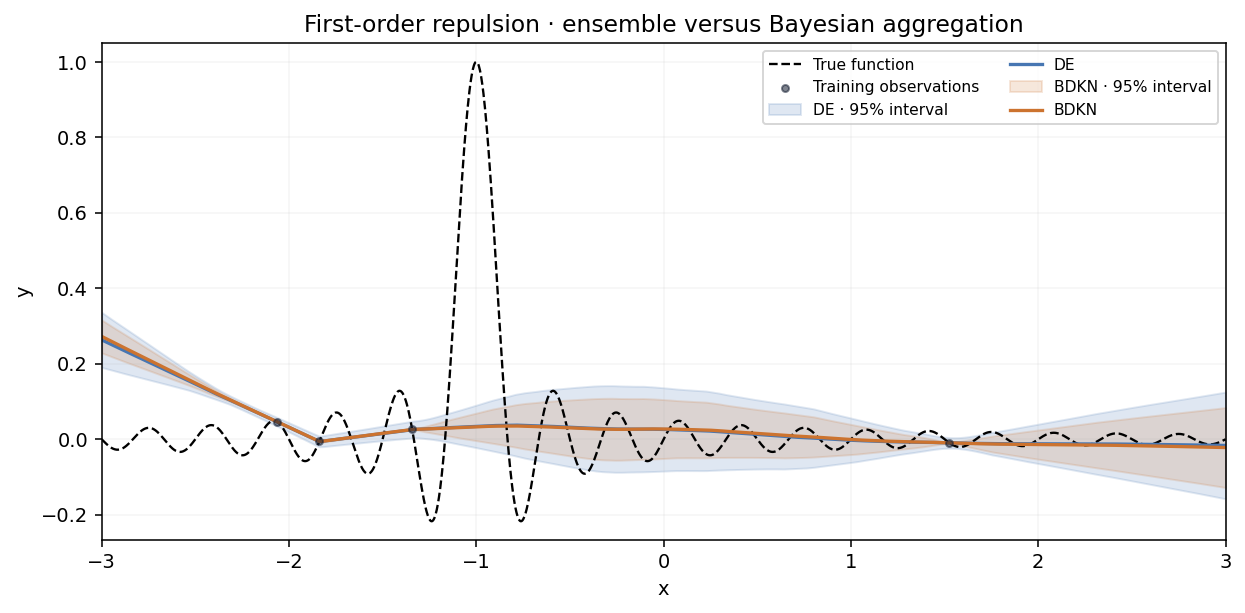 First-order repulsion · ensemble versus Bayesian aggregation
True function
Training observations
DE · 95% interval
DE
BDKN · 95% interval
BDKN
y
1.0
0.8
0.6
0.4
0.2
0.0
−0.2
−3
−2
−1
0
1
2
3
x